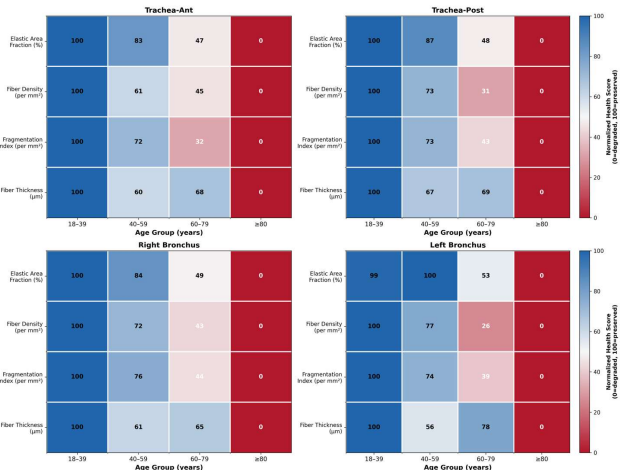 Trachea-Ant
Elastic Area
Fraction (%)
100 83 47 0
Fiber Density
(per mm²)
100 61 45 0
Fragmentation
Index (per mm²)
100 72 32 0
Fiber Thickness
(µm)
100 60 68 0
18–39 40–59 60–79 ≥80
Age Group (years)
Trachea-Post
Elastic Area
Fraction (%)
100 87 48 0
Fiber Density
(per mm²)
100 73 31 0
Fragmentation
Index (per mm²)
100 73 0
Fiber Thickness
(µm)
100 67 69 0
18–39 40–59 60–79 ≥80
Age Group (years)
100
80
60
40
20
0
Normalized Health Score
(0=degraded, 100=preserved)
Right Bronchus
Elastic Area
Fraction (%)
100 84 49 0
Fiber Density
(per mm²)
100 72 0
Fragmentation
Index (per mm²)
100 76 0
Fiber Thickness
(µm)
100 61 65 0
18–39 40–59 60–79 ≥80
Age Group (years)
Left Bronchus
Elastic Area
Fraction (%)
99 100 53 0
Fiber Density
(per mm²)
100 77 26 0
Fragmentation
Index (per mm²)
100 74 39 0
Fiber Thickness
(µm)
100 56 78 0
18–39 40–59 60–79 ≥80
Age Group (years)
100
80
60
40
20
0
Normalized Health Score
(0=degraded, 100=preserved)